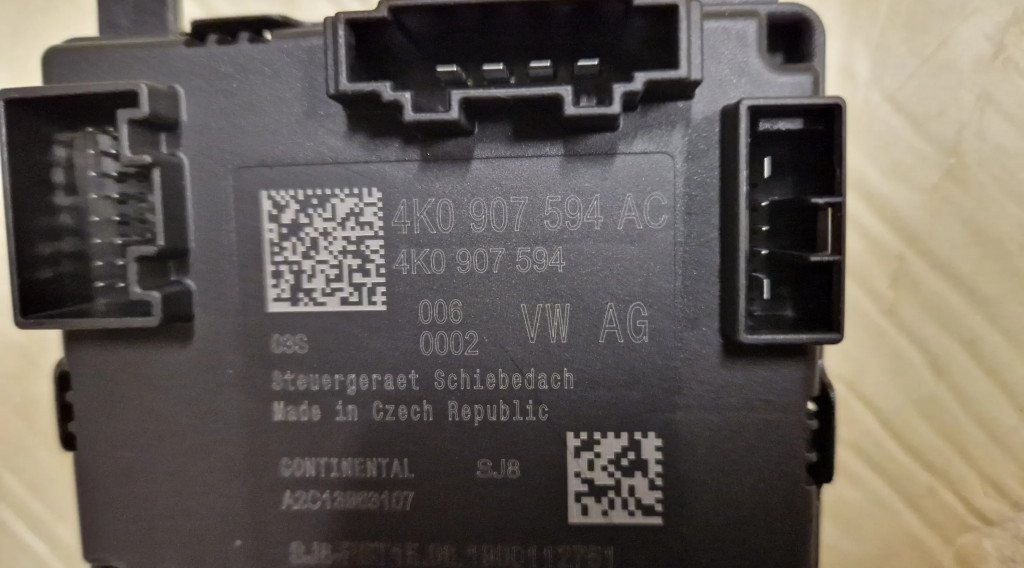 4K0 907 594 AC
4K0 907 594
006
0002 VW AG
03S
Steuergeraet Schiebedach
Made in Czech Republic
CONTINENTAL SJ8